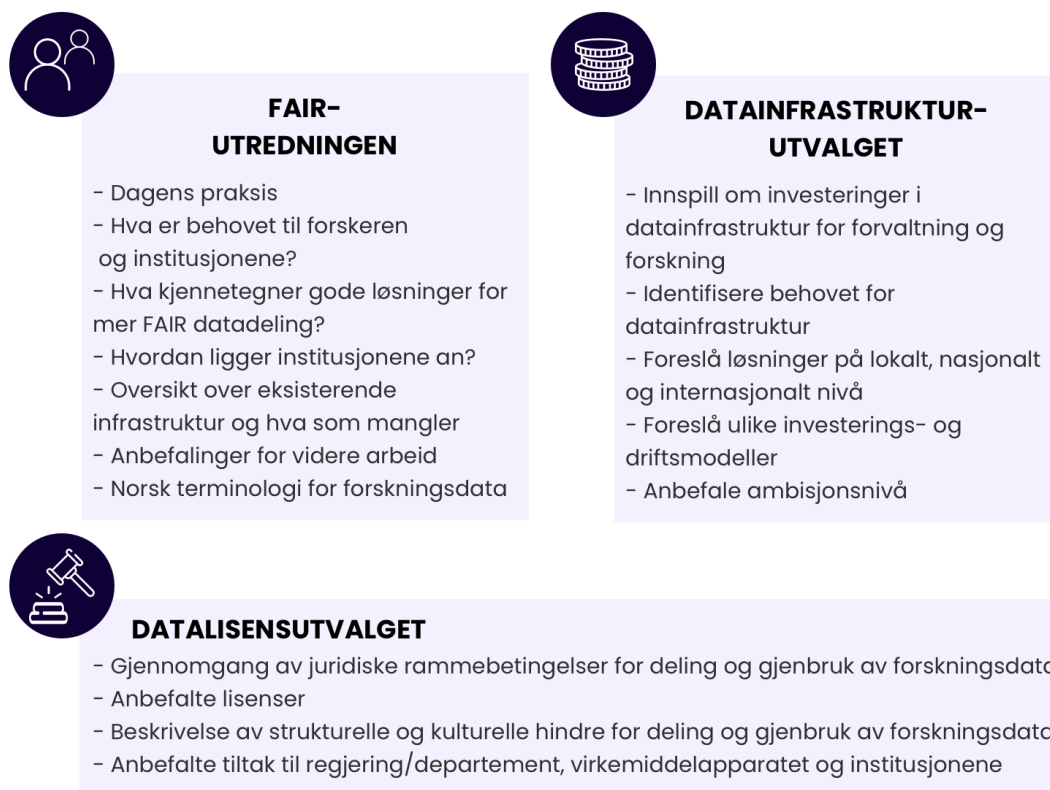 FAIR-
UTREDNINGEN
- Dagens praksis
- Hva er behovet til forskeren
og institusjonene?
- Hva kjennetegner gode løsninger for
mer FAIR datadeling?
- Hvordan ligger institusjonene an?
- Oversikt over eksisterende
infrastruktur og hva som mangler
- Anbefalinger for videre arbeid
- Norsk terminologi for forskningsdata
DATAINFRASTRUKTUR-
UTVALGET
- Innspill om investeringer i
datainfrastruktur for forvaltning og
forskning
- Identifisere behovet for
datainfrastruktur
- Foreslå løsninger på lokalt, nasjonalt
og internasjonalt nivå
- Foreslå ulike investerings- og
driftsmodeller
- Anbefale ambisjonsnivå
DATALISENSUTVALGET
- Gjennomgang av juridiske rammebetingelser for deling og gjenbruk av forskningsdata
- Anbefalte lisenser
- Beskrivelse av strukturelle og kulturelle hindre for deling og gjenbruk av forskningsdata
- Anbefalte tiltak til regjering/departement, virkemiddelapparatet og institusjonene